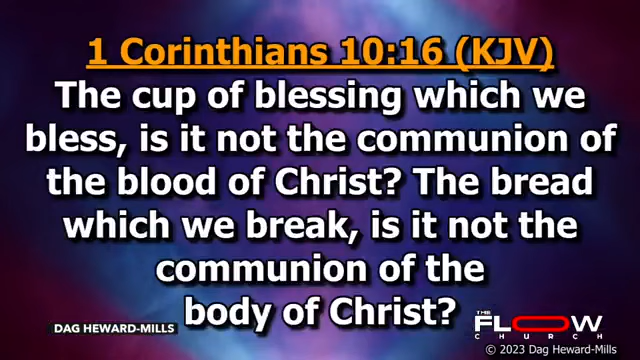 1 Corinthians 10:16 (KJV)
The cup of blessing which we
bless, is it not the communion of
the blood of Christ? The bread
which we break, is it not the
communion of the
body of Christ?
DAG HEWARD-MILLS
THE
FLOW
CHURCH
© 2023 Dag Heward-Mills